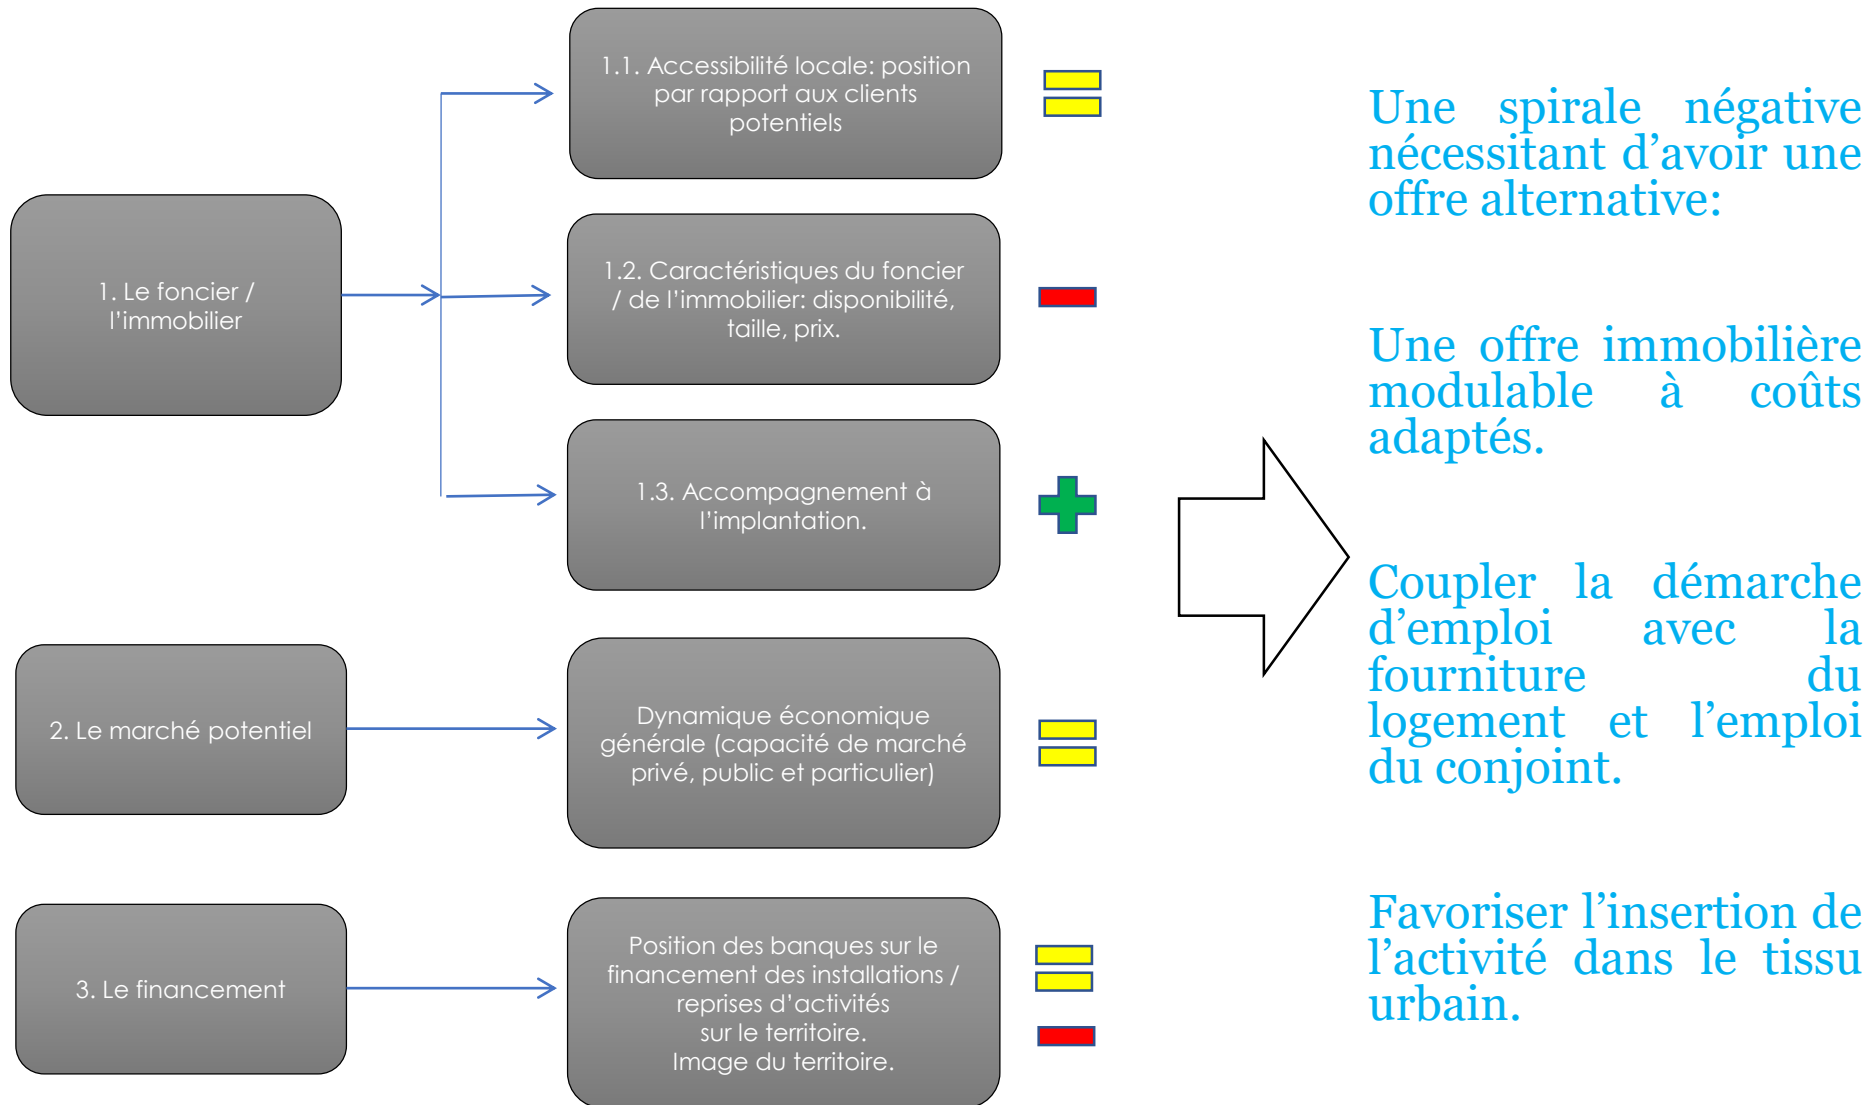 1. Le foncier /
l’immobilier
1.1. Accessibilité locale: position
par rapport aux clients
potentiels
1.2. Caractéristiques du foncier
/ de l’immobilier: disponibilité,
taille, prix.
1.3. Accompagnement à
l’implantation.
2. Le marché potentiel
Dynamique économique
générale (capacité de marché
privé, public et particulier)
3. Le financement
Position des banques sur le
financement des installations /
reprises d’activités
sur le territoire.
Image du territoire.
Une spirale négative
nécessitant d’avoir une
offre alternative:
Une offre immobilière
modulable à coûts
adaptés.
Coupler la démarche
d’emploi avec la
fourniture du
logement et l’emploi
du conjoint.
Favoriser l’insertion de
l’activité dans le tissu
urbain.